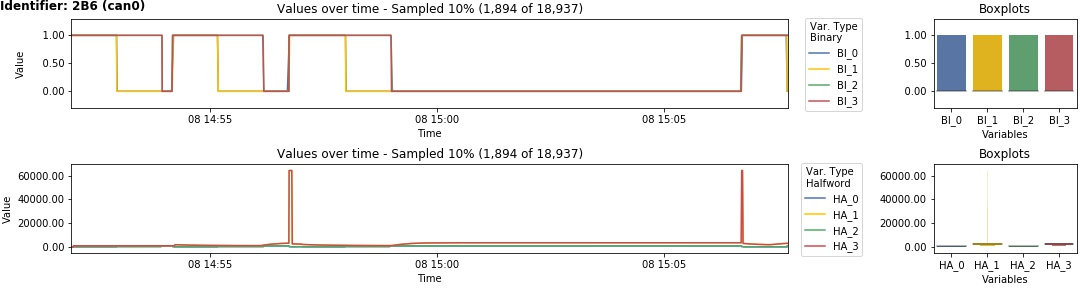 Identifier: 2B6 (can0)
Values over time - Sampled 10% (1,894 of 18,937)
Value
1.00
0.50
0.00
08 14:55
08 15:00
08 15:05
Time
Var. Type
Binary
BI_0
BI_1
BI_2
BI_3
Boxplots
1.00
0.50
0.00
BI_0
BI_1
BI_2
BI_3
Variables
Values over time - Sampled 10% (1,894 of 18,937)
Value
60000.00
40000.00
20000.00
0.00
08 14:55
08 15:00
08 15:05
Time
Var. Type
Halfword
HA_0
HA_1
HA_2
HA_3
Boxplots
60000.00
40000.00
20000.00
0.00
HA_0
HA_1
HA_2
HA_3
Variables